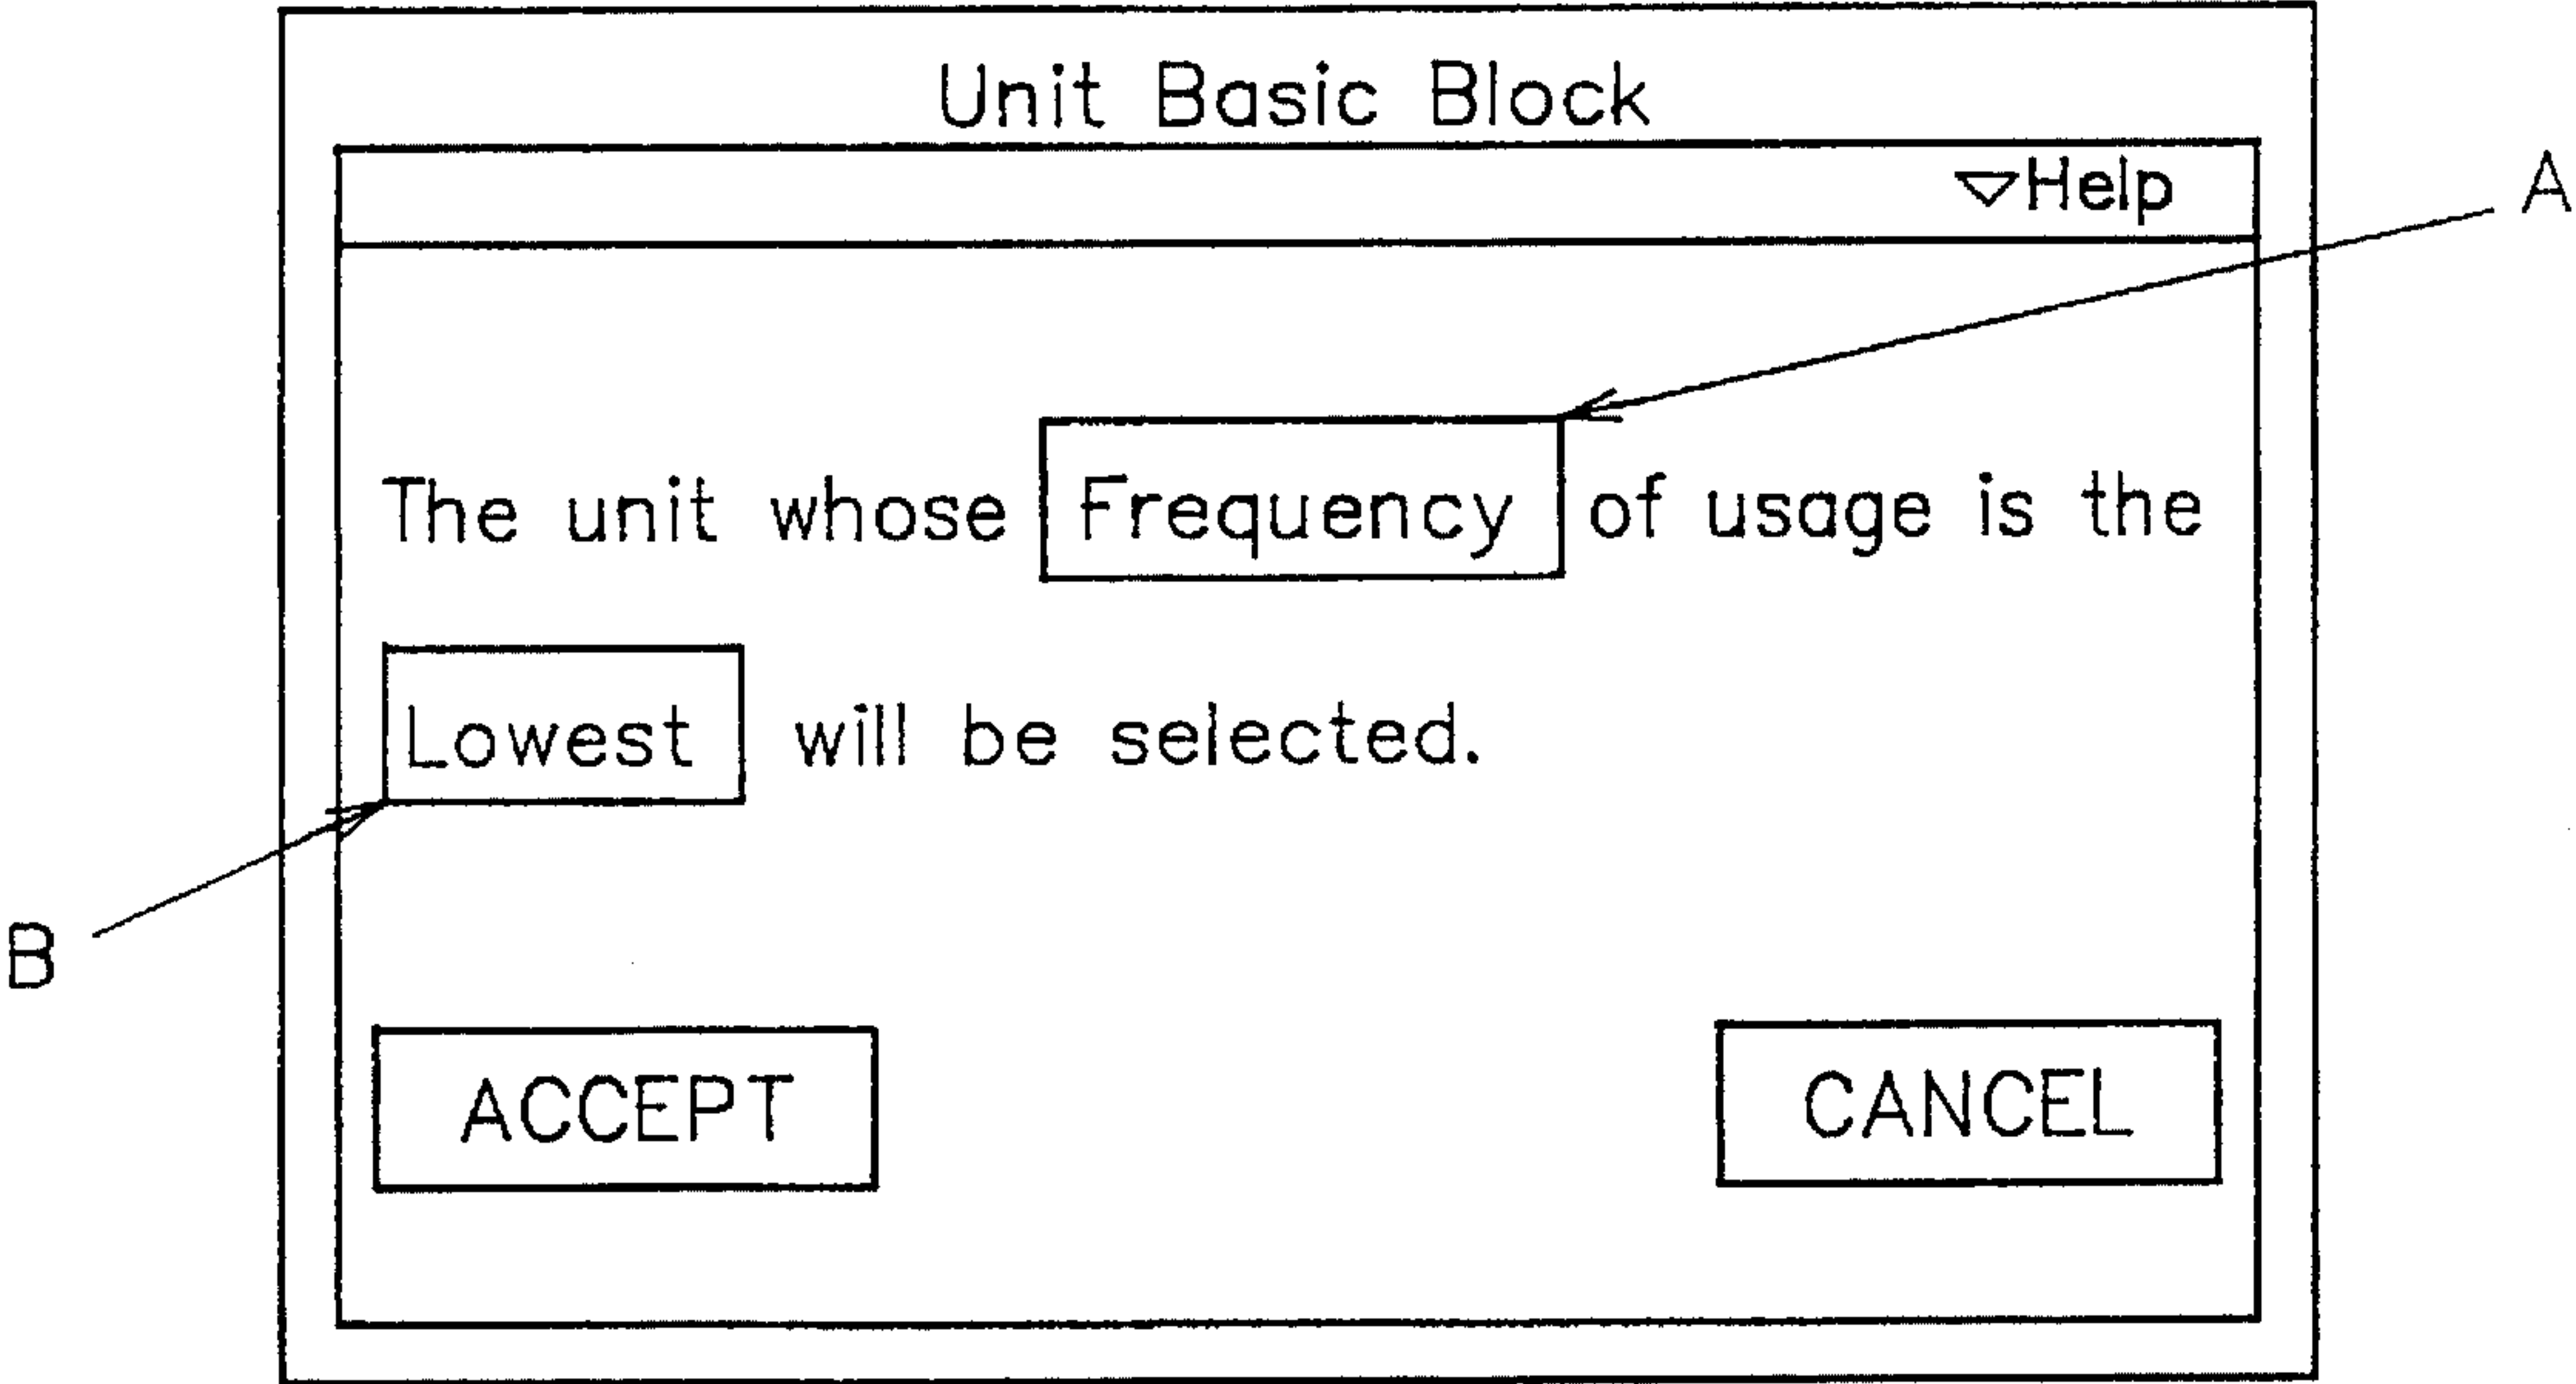 Unit Basic Block
▽Help
A
The unit whose Frequency of usage is the
Lowest will be selected.
B
ACCEPT CANCEL